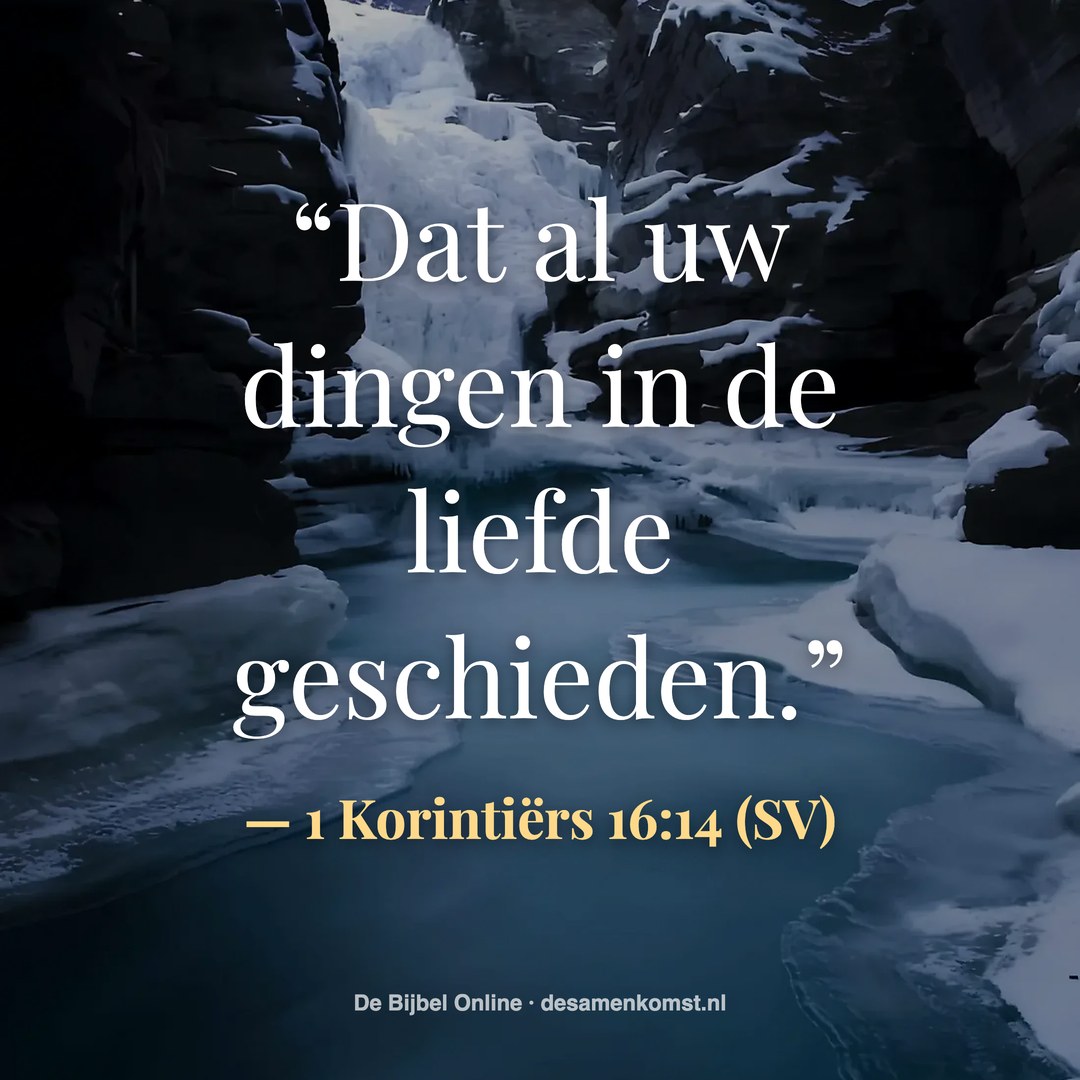 “Dat al uw
dingen in de
liefde
geschieden.”
— 1 Korintiërs 16:14 (SV)
De Bijbel Online · desamenkomst.nl